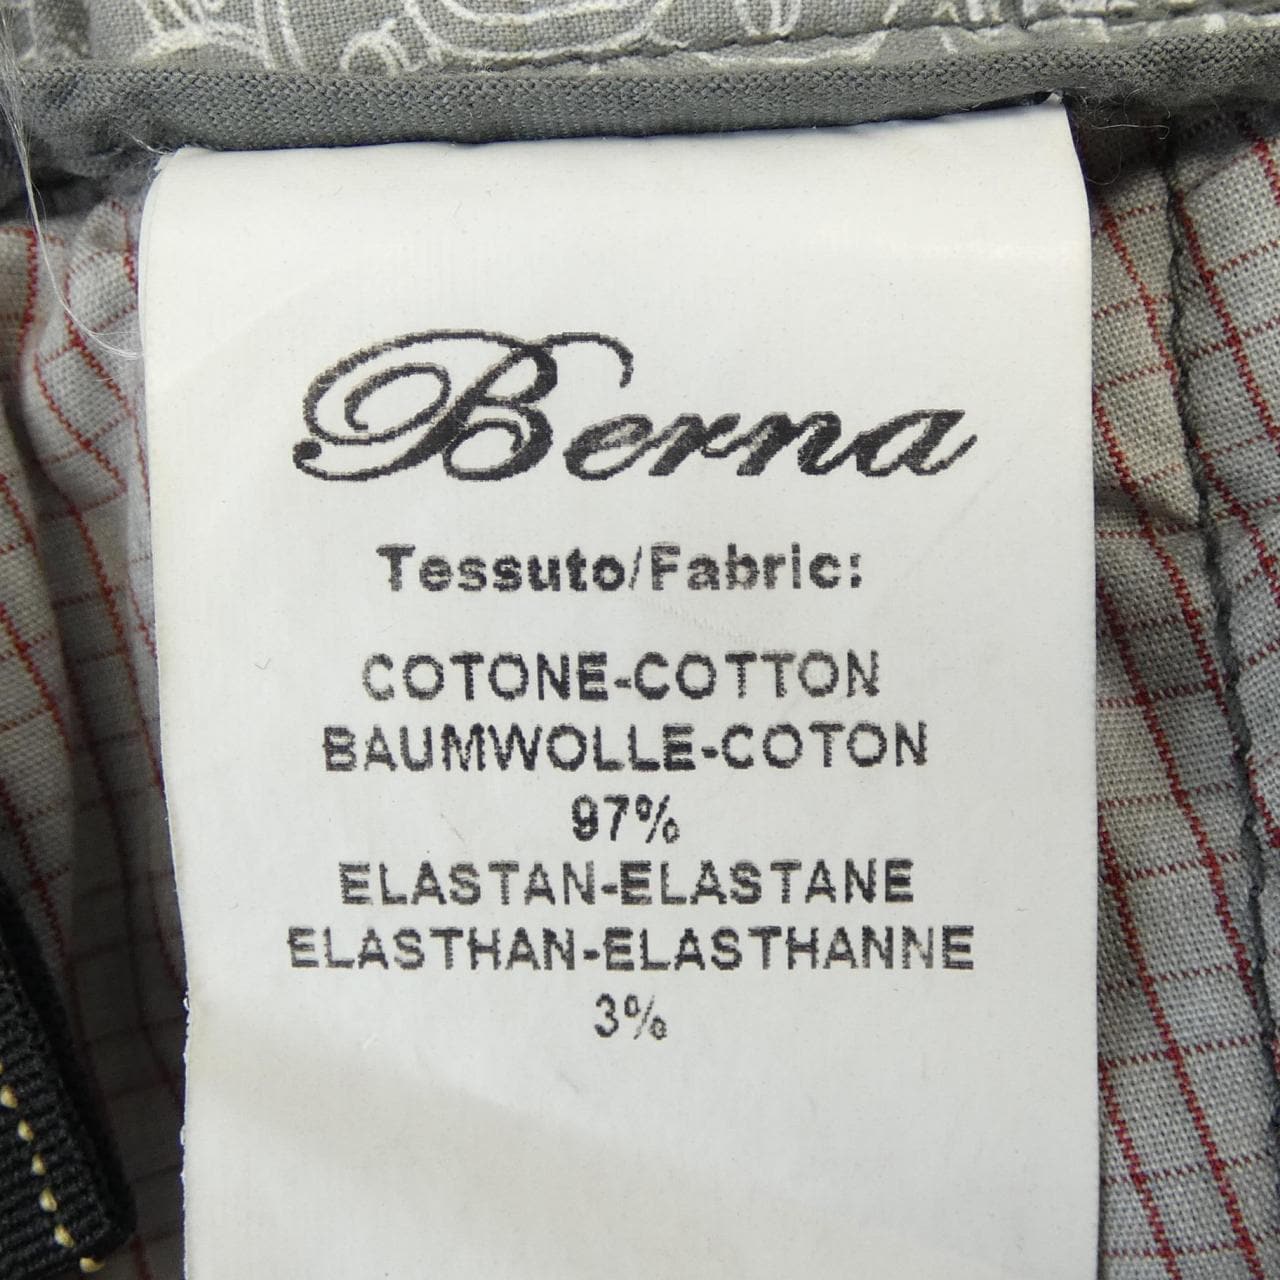 Berna
Tessuto/Fabric:
COTONE-COTTON
BAUMWOLLE-COTON
97%
ELASTAN-ELASTANE
ELASTHAN-ELASTHANNE
3%